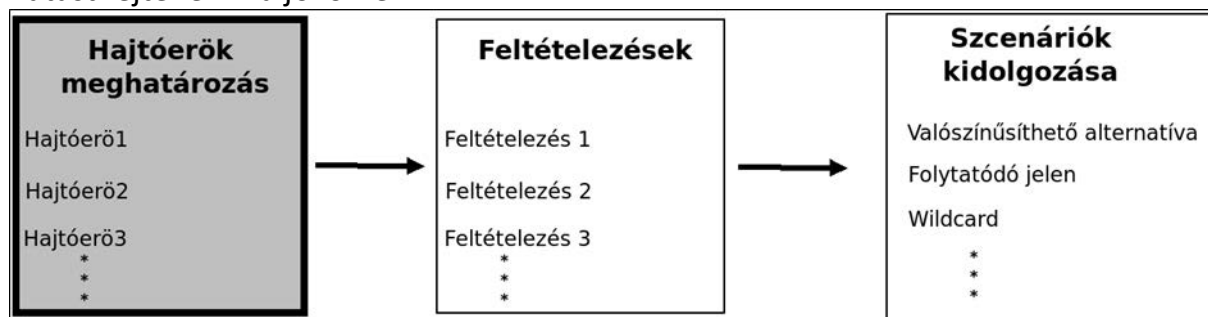 Hajtóerök
meghatározás
Hajtóerö1
Hajtóerö2
Hajtóerö3
*
*
*
Feltételezések
Feltételezés 1
Feltételezés 2
Feltételezés 3
*
*
*
Szcenáriók
kidolgozása
Valószínűsíthető alternatíva
Folytatódó jelen
Wildcard
*
*
*